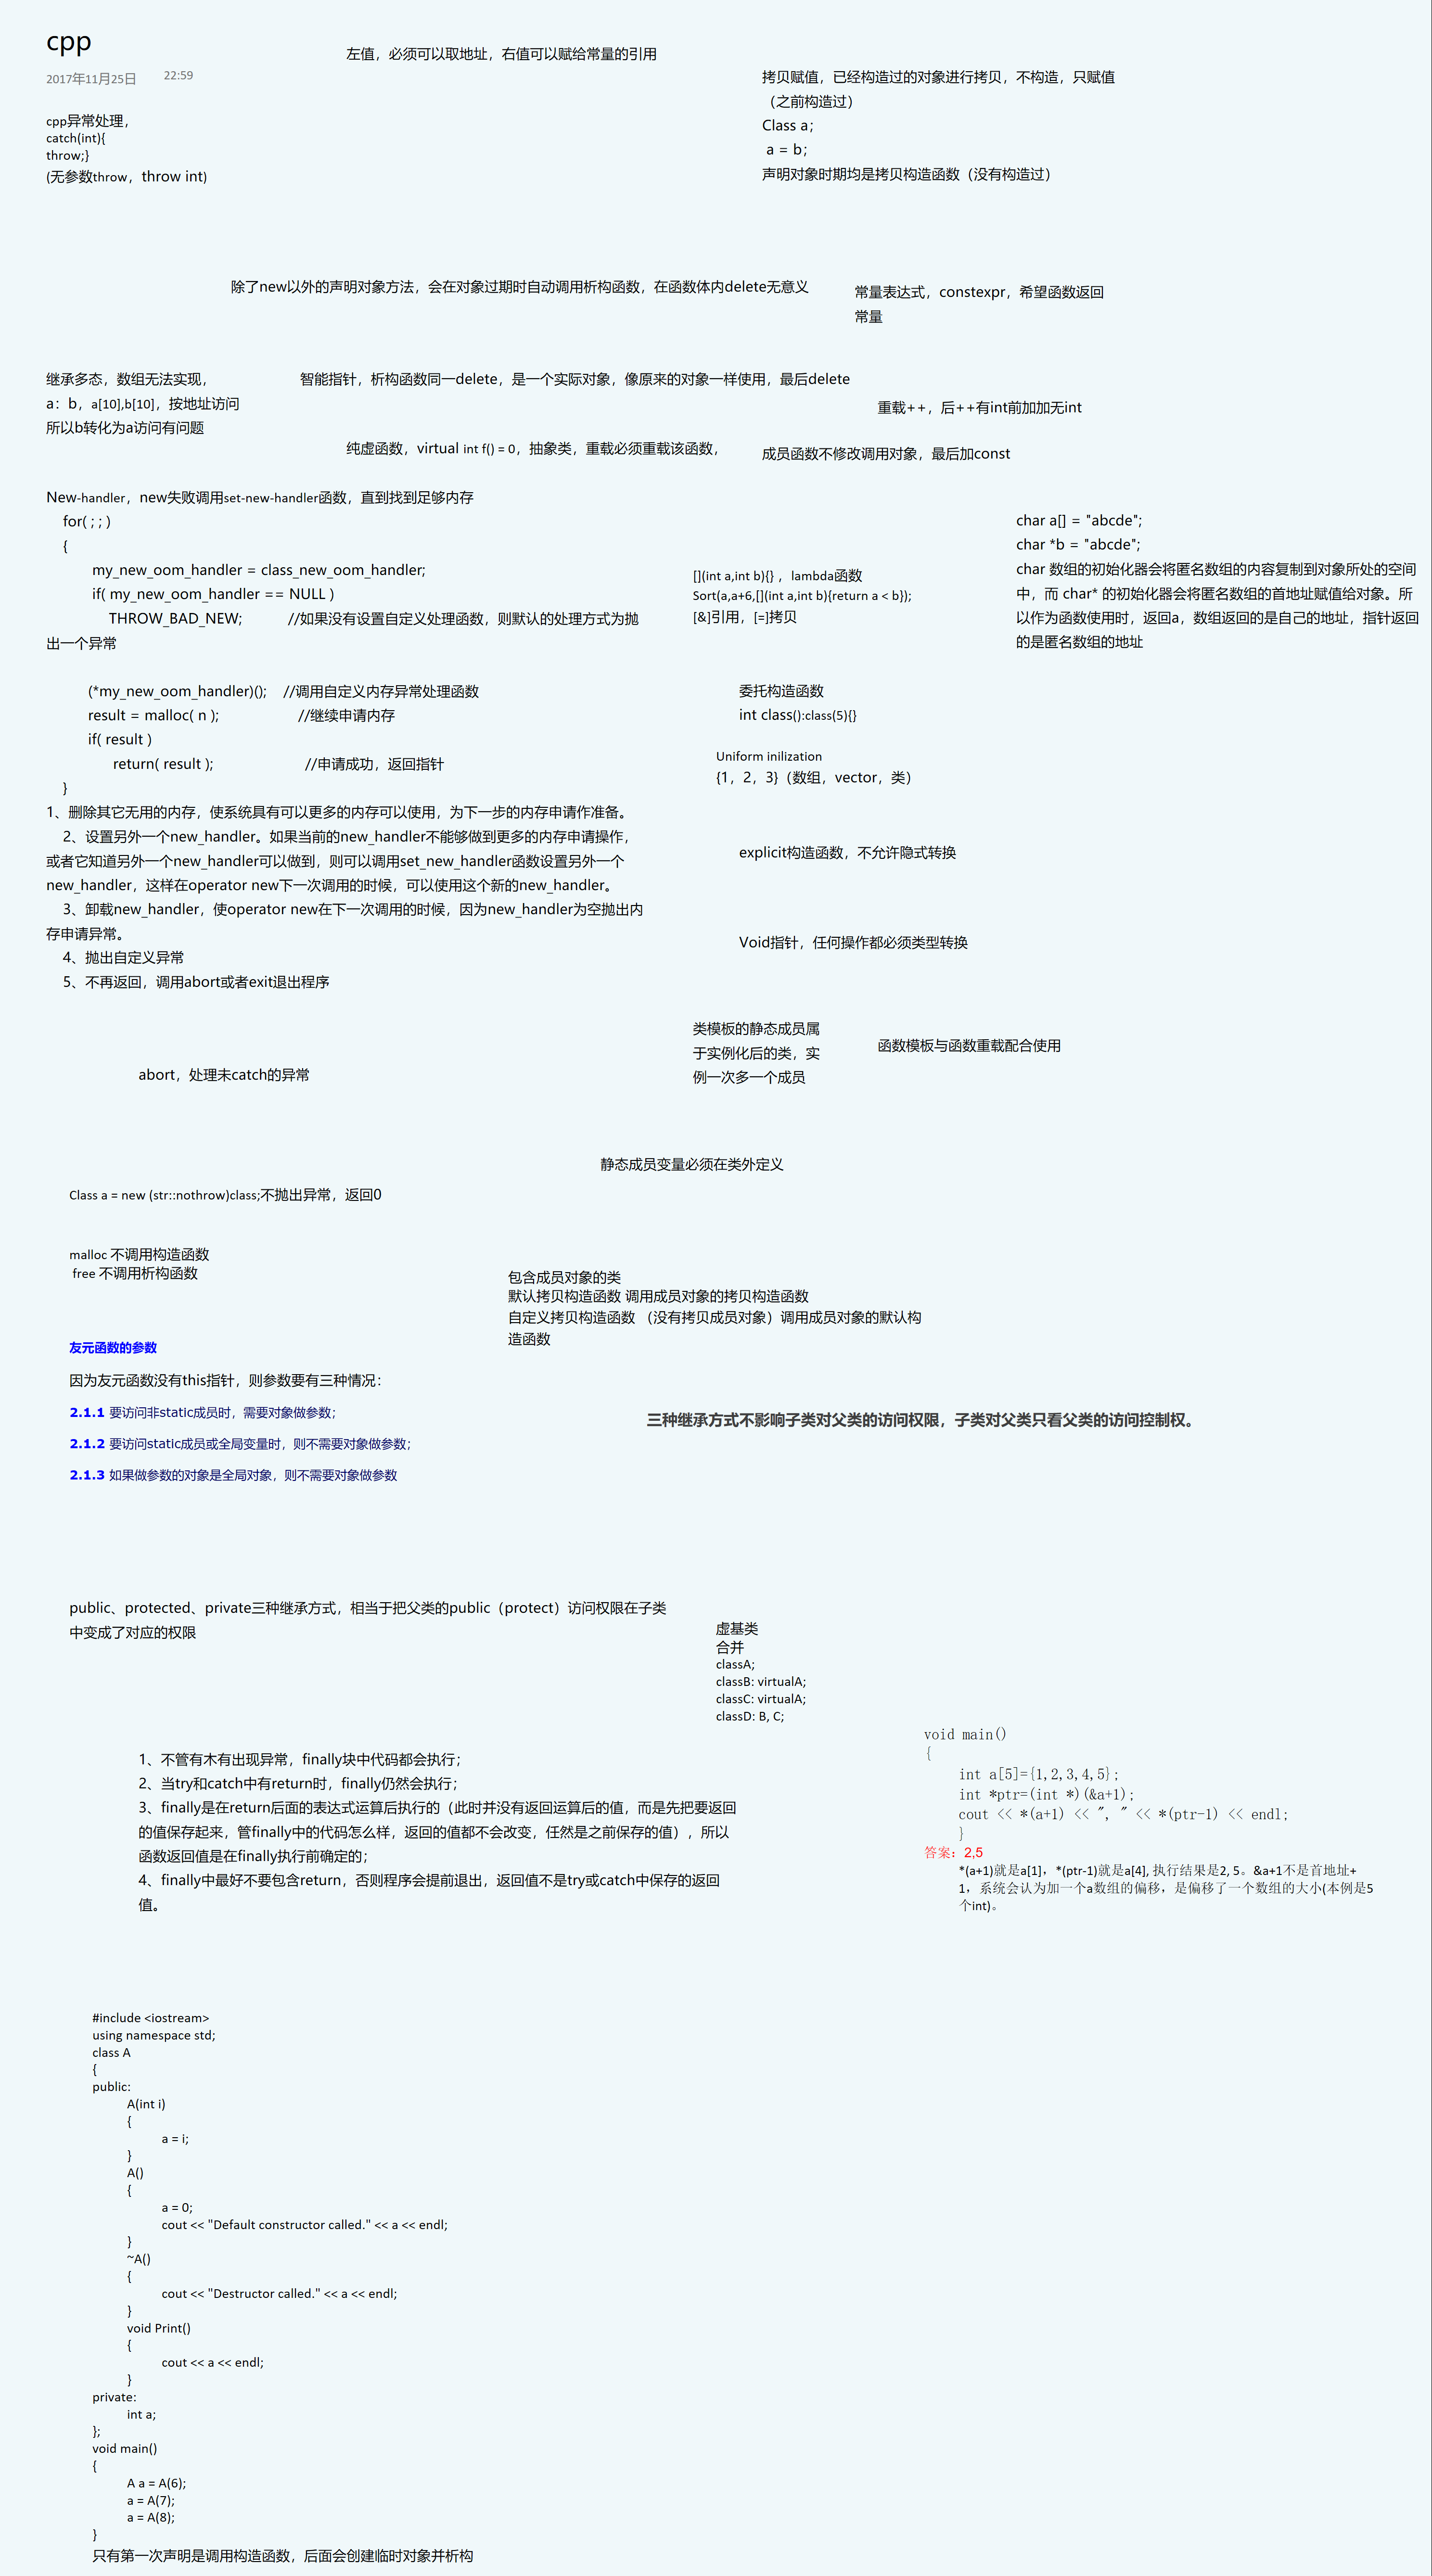 cpp
2017年11月25日 22:59
左值，必须可以取地址，右值可以赋给常量的引用
拷贝赋值，已经构造过的对象进行拷贝，不构造，只赋值
（之前构造过）
Class a；
a = b；
声明对象时期均是拷贝构造函数（没有构造过）
cpp异常处理，
catch(int){
throw;}
(无参数throw，throw int)
除了new以外的声明对象方法，会在对象过期时自动调用析构函数，在函数体内delete无意义
常量表达式，constexpr，希望函数返回
常量
继承多态，数组无法实现，
a：b，a[10],b[10]，按地址访问
所以b转化为a访问有问题
智能指针，析构函数同一delete，是一个实际对象，像原来的对象一样使用，最后delete
重载++，后++有int前加加无int
纯虚函数，virtual int f() = 0，抽象类，重载必须重载该函数，
成员函数不修改调用对象，最后加const
New-handler，new失败调用set-new-handler函数，直到找到足够内存
for( ; ; )
{
my_new_oom_handler = class_new_oom_handler;
if( my_new_oom_handler == NULL )
THROW_BAD_NEW; //如果没有设置自定义处理函数，则默认的处理方式为抛
出一个异常
(*my_new_oom_handler)(); //调用自定义内存异常处理函数
result = malloc( n ); //继续申请内存
if( result )
return( result ); //申请成功，返回指针
}
1、删除其它无用的内存，使系统具有可以更多的内存可以使用，为下一步的内存申请作准备。
2、设置另外一个new_handler。如果当前的new_handler不能够做到更多的内存申请操作，
或者它知道另外一个new_handler可以做到，则可以调用set_new_handler函数设置另外一个
new_handler，这样在operator new下一次调用的时候，可以使用这个新的new_handler。
3、卸载new_handler，使operator new在下一次调用的时候，因为new_handler为空抛出内
存申请异常。
4、抛出自定义异常
5、不再返回，调用abort或者exit退出程序
[](int a,int b){} ，lambda函数
Sort(a,a+6,[](int a,int b){return a < b});
[&]引用，[=]拷贝
char a[] = "abcde";
char *b = "abcde";
char 数组的初始化器会将匿名数组的内容复制到对象所处的空间
中，而 char* 的初始化器会将匿名数组的首地址赋值给对象。所
以作为函数使用时，返回a，数组返回的是自己的地址，指针返回
的是匿名数组的地址
委托构造函数
int class():class(5){}
Uniform inilization
{1，2，3}（数组，vector，类）
explicit构造函数，不允许隐式转换
Void指针，任何操作都必须类型转换
类模板的静态成员属
于实例化后的类，实
例一次多一个成员
函数模板与函数重载配合使用
abort，处理未catch的异常
静态成员变量必须在类外定义
Class a = new (str::nothrow)class;不抛出异常，返回0
malloc 不调用构造函数
free 不调用析构函数
包含成员对象的类
默认拷贝构造函数 调用成员对象的拷贝构造函数
自定义拷贝构造函数 （没有拷贝成员对象）调用成员对象的默认构
造函数
友元函数的参数
因为友元函数没有this指针，则参数要有三种情况：
2.1.1 要访问非static成员时，需要对象做参数；
2.1.2 要访问static成员或全局变量时，则不需要对象做参数；
2.1.3 如果做参数的对象是全局对象，则不需要对象做参数
三种继承方式不影响子类对父类的访问权限，子类对父类只看父类的访问控制权。
public、protected、private三种继承方式，相当于把父类的public（protect）访问权限在子类
中变成了对应的权限
虚基类
合并
classA;
classB: virtualA;
classC: virtualA;
classD: B, C;
1、不管有木有出现异常，finally块中代码都会执行；
2、当try和catch中有return时，finally仍然会执行；
3、finally是在return后面的表达式运算后执行的（此时并没有返回运算后的值，而是先把要返回
的值保存起来，管finally中的代码怎么样，返回的值都不会改变，任然是之前保存的值），所以
函数返回值是在finally执行前确定的；
4、finally中最好不要包含return，否则程序会提前退出，返回值不是try或catch中保存的返回
值。
void main()
{
int a[5]={1,2,3,4,5};
int *ptr=(int *)(&a+1);
cout << *(a+1) << ", " << *(ptr-1) << endl;
}
答案：2,5
*(a+1)就是a[1]，*(ptr-1)就是a[4], 执行结果是2, 5。&a+1不是首地址+
1，系统会认为加一个a数组的偏移，是偏移了一个数组的大小(本例是5
个int)。
#include <iostream>
using namespace std;
class A
{
public:
A(int i)
{
a = i;
}
A()
{
a = 0;
cout << "Default constructor called." << a << endl;
}
~A()
{
cout << "Destructor called." << a << endl;
}
void Print()
{
cout << a << endl;
}
private:
int a;
};
void main()
{
A a = A(6);
a = A(7);
a = A(8);
}
只有第一次声明是调用构造函数，后面会创建临时对象并析构